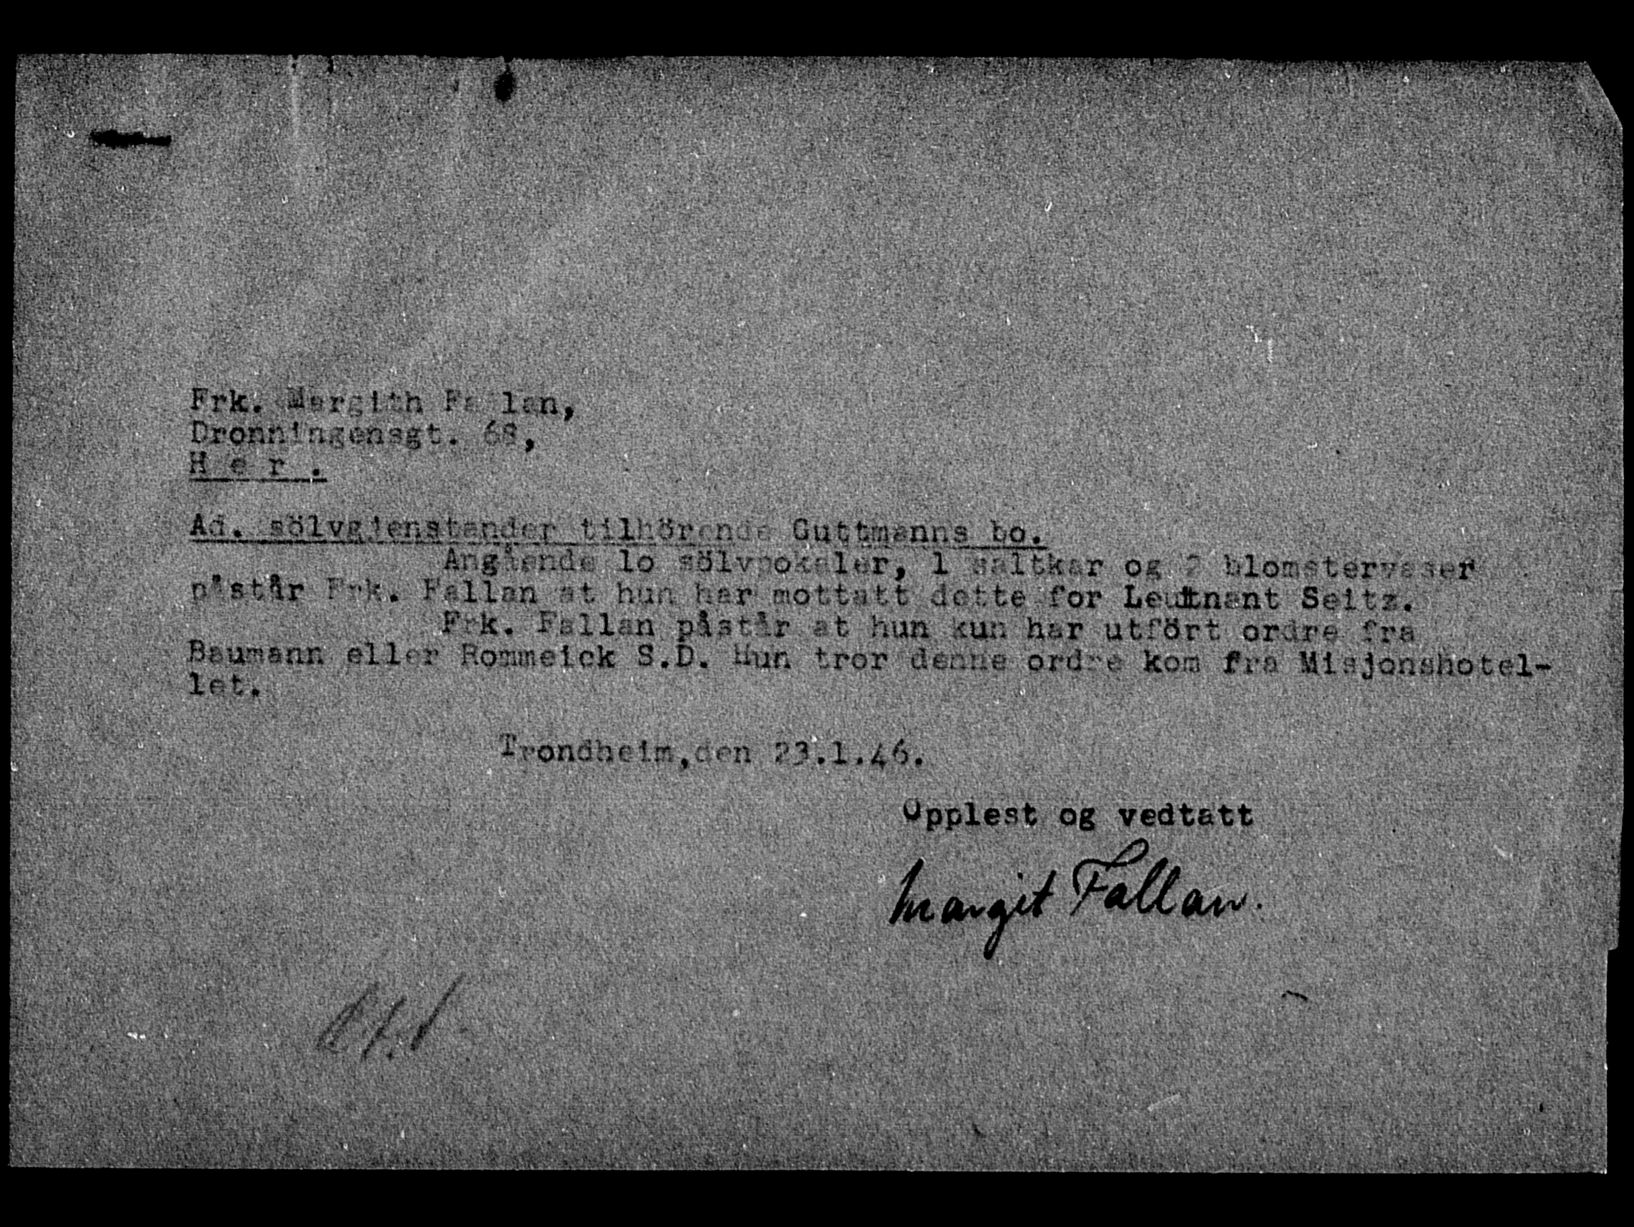 Frk. Margith Fallan,
Dronningensgt. 68,
H e r .
Ad. sölvgjenstander tilhörende Guttmanns bo.
Angående lo sölvpokaler, 1 saltkar og 2 blomstervaser
påstår Frk. Fallan at hun har mottatt dette for Leutnant Seitz.
Frk. Fallan påstår at hun kun har utfört ordre fra
Baumann eller Rommeick S.D. Hun tror denne ordre kom fra Misjonshotel-
let.
Trondheim,den 23.1.46.
Opplest og vedtatt
Margit Fallan.